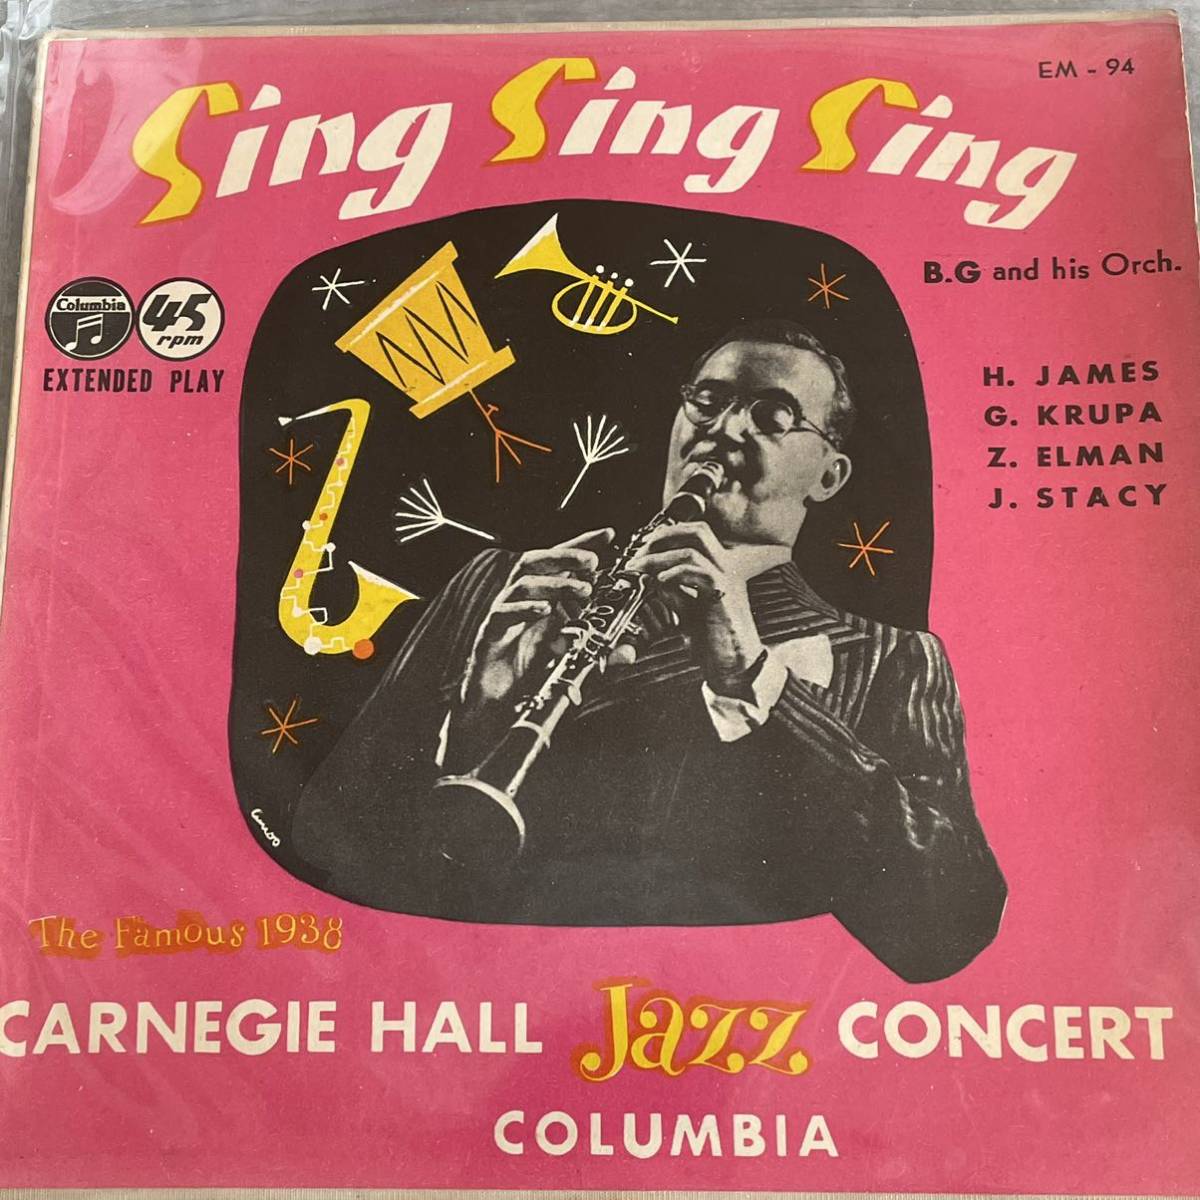 EM - 94
Sing Sing Sing
B.G and his Orch.
Columbia
45
rpm
EXTENDED PLAY
H. JAMES
G. KRUPA
Z. ELMAN
J. STACY
The Famous 1938
CARNEGIE HALL Jazz CONCERT
COLUMBIA